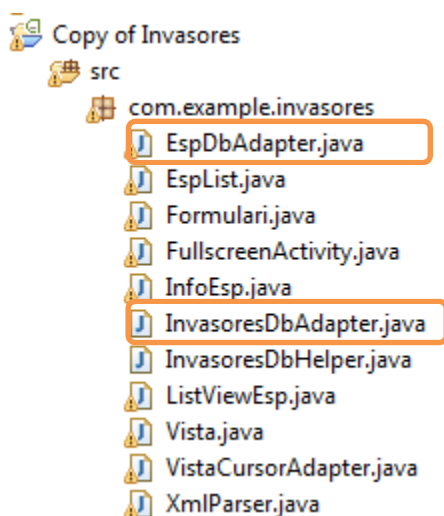 Copy of Invasores
src
com.example.invasores
EspDbAdapter.java
EspList.java
Formulari.java
FullscreenActivity.java
InfoEsp.java
InvasoresDbAdapter.java
InvasoresDbHelper.java
ListViewEsp.java
Vista.java
VistaCursorAdapter.java
XmlParser.java